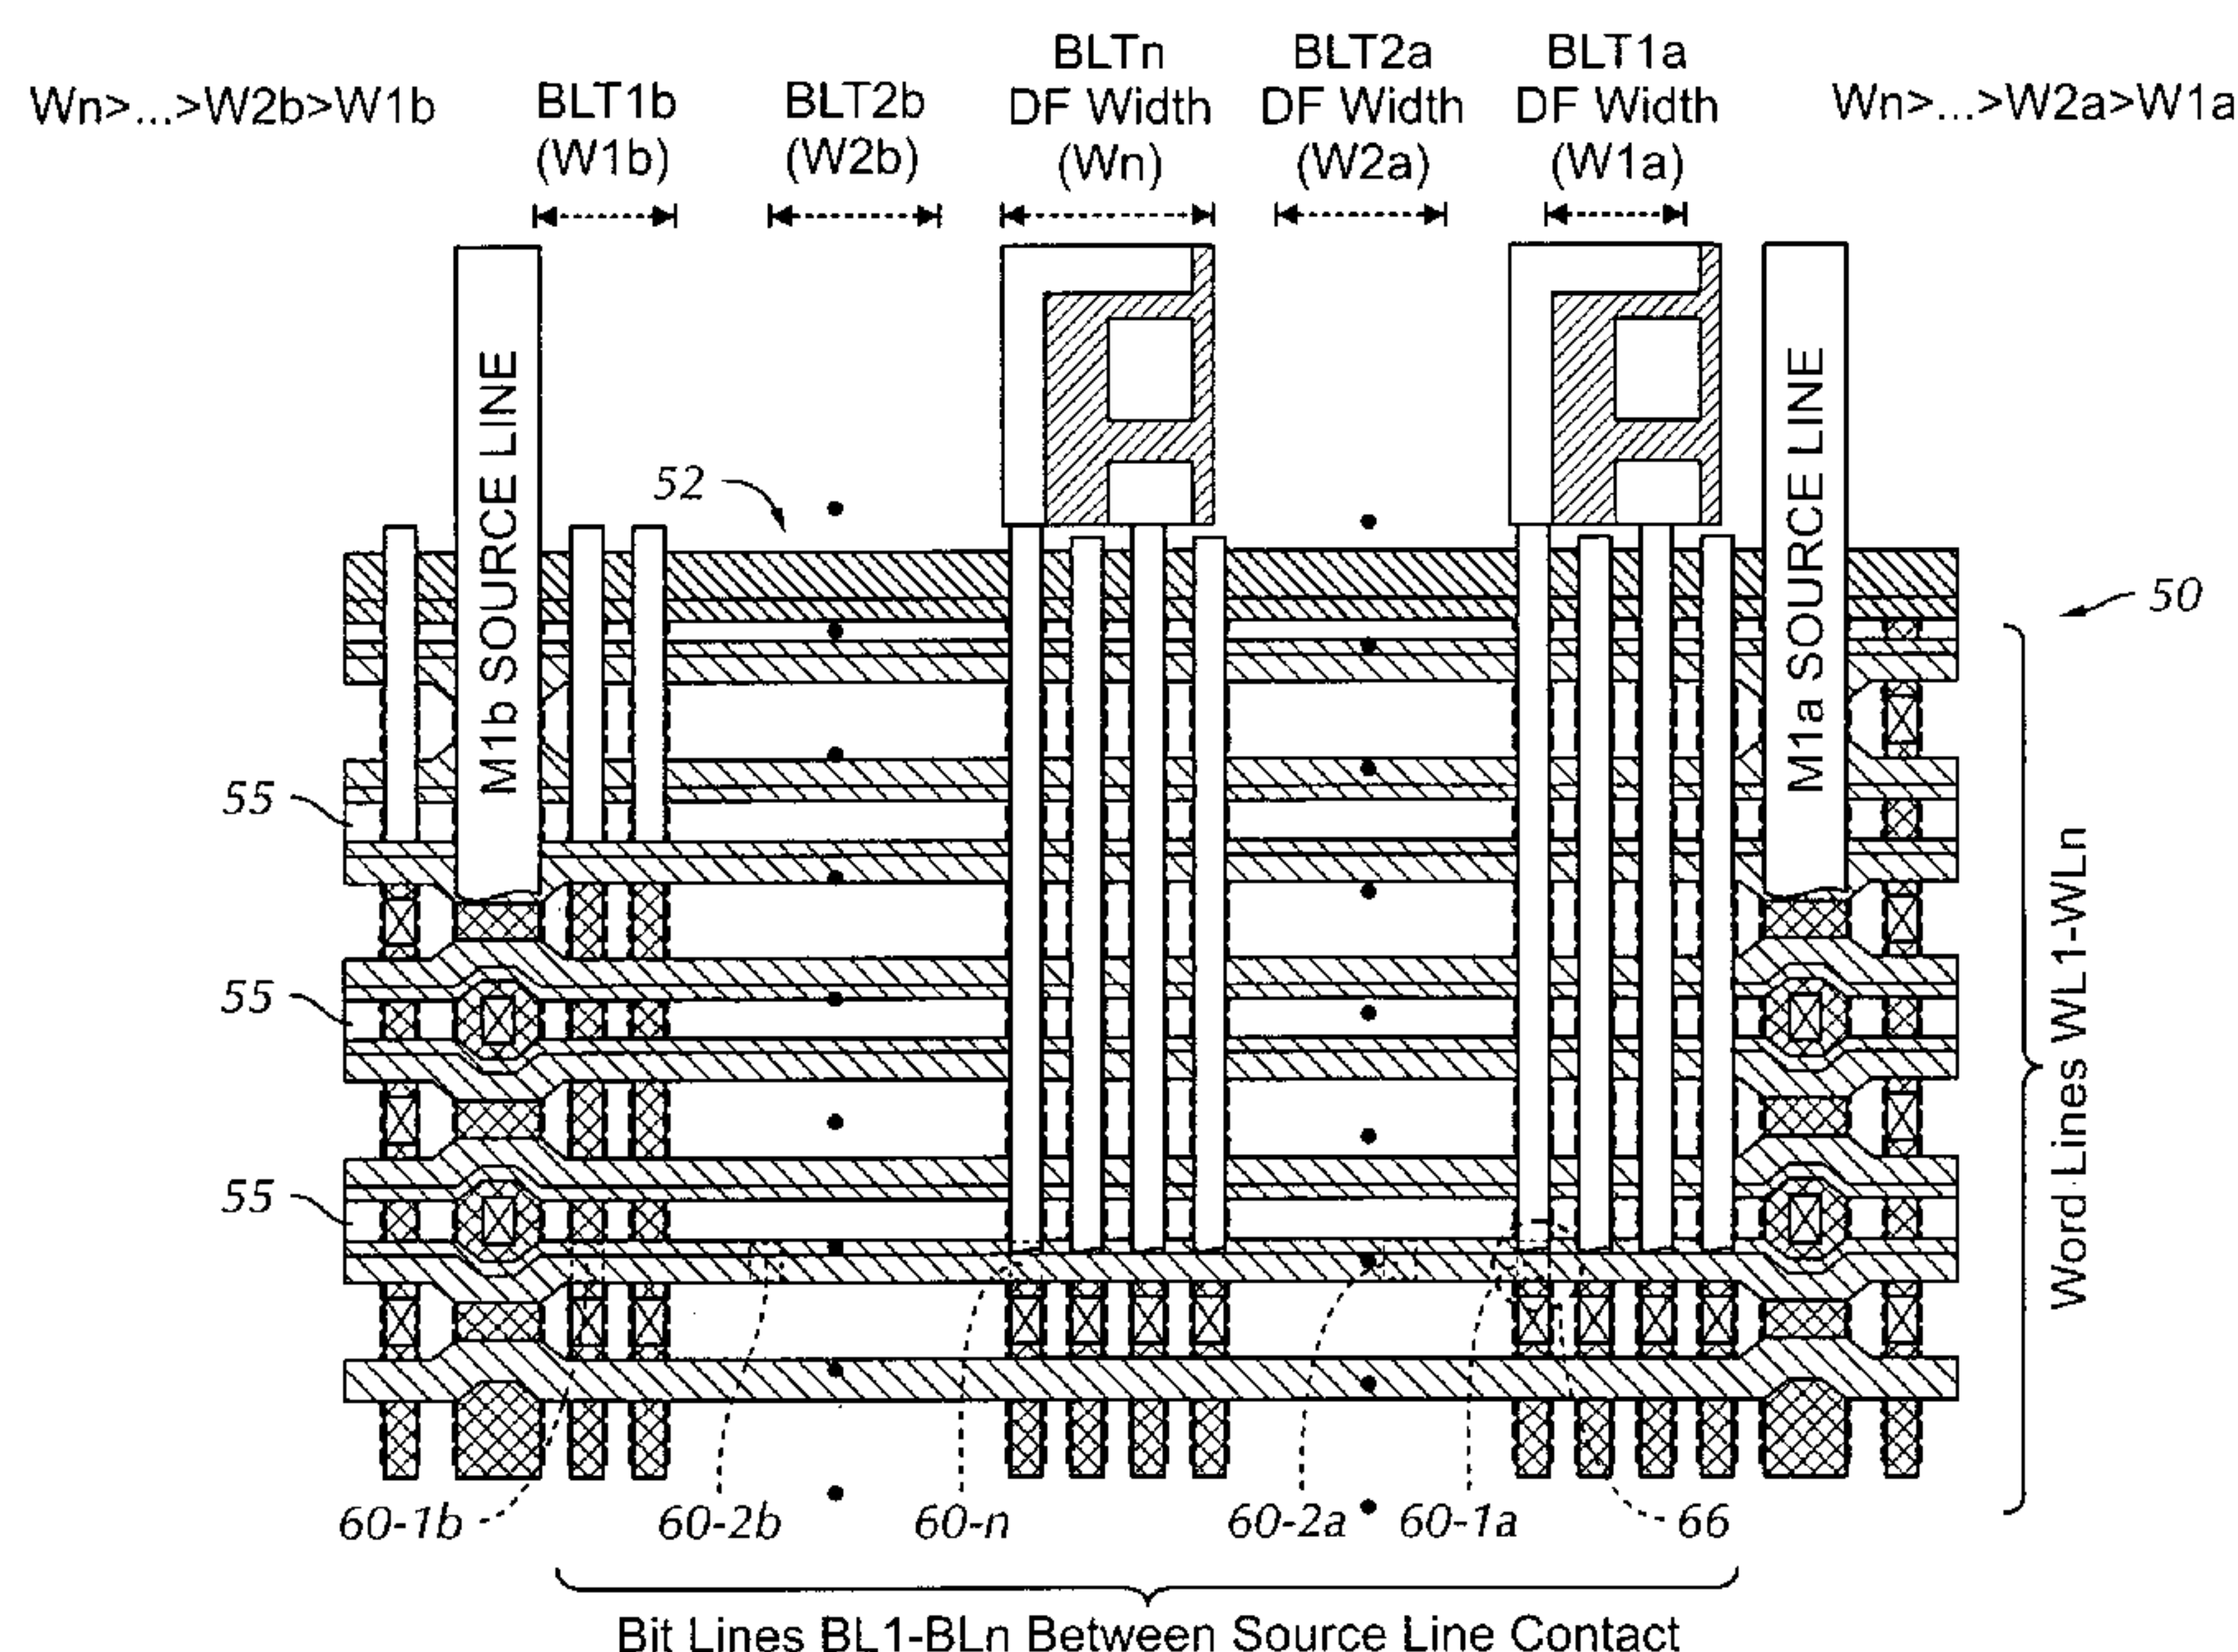 Wn>...>W2b>W1b
BLT1b
(W1b)
BLT2b
(W2b)
BLTn
DF Width
(Wn)
BLT2a
DF Width
(W2a)
BLT1a
DF Width
(W1a)
Wn>...>W2a>W1a
M1b SOURCE LINE
M1a SOURCE LINE
52
50
55
55
55
Word Lines WL1-WLn
60-1b
60-2b
60-n
60-2a
60-1a
66
Bit Lines BL1-BLn Between Source Line Contact